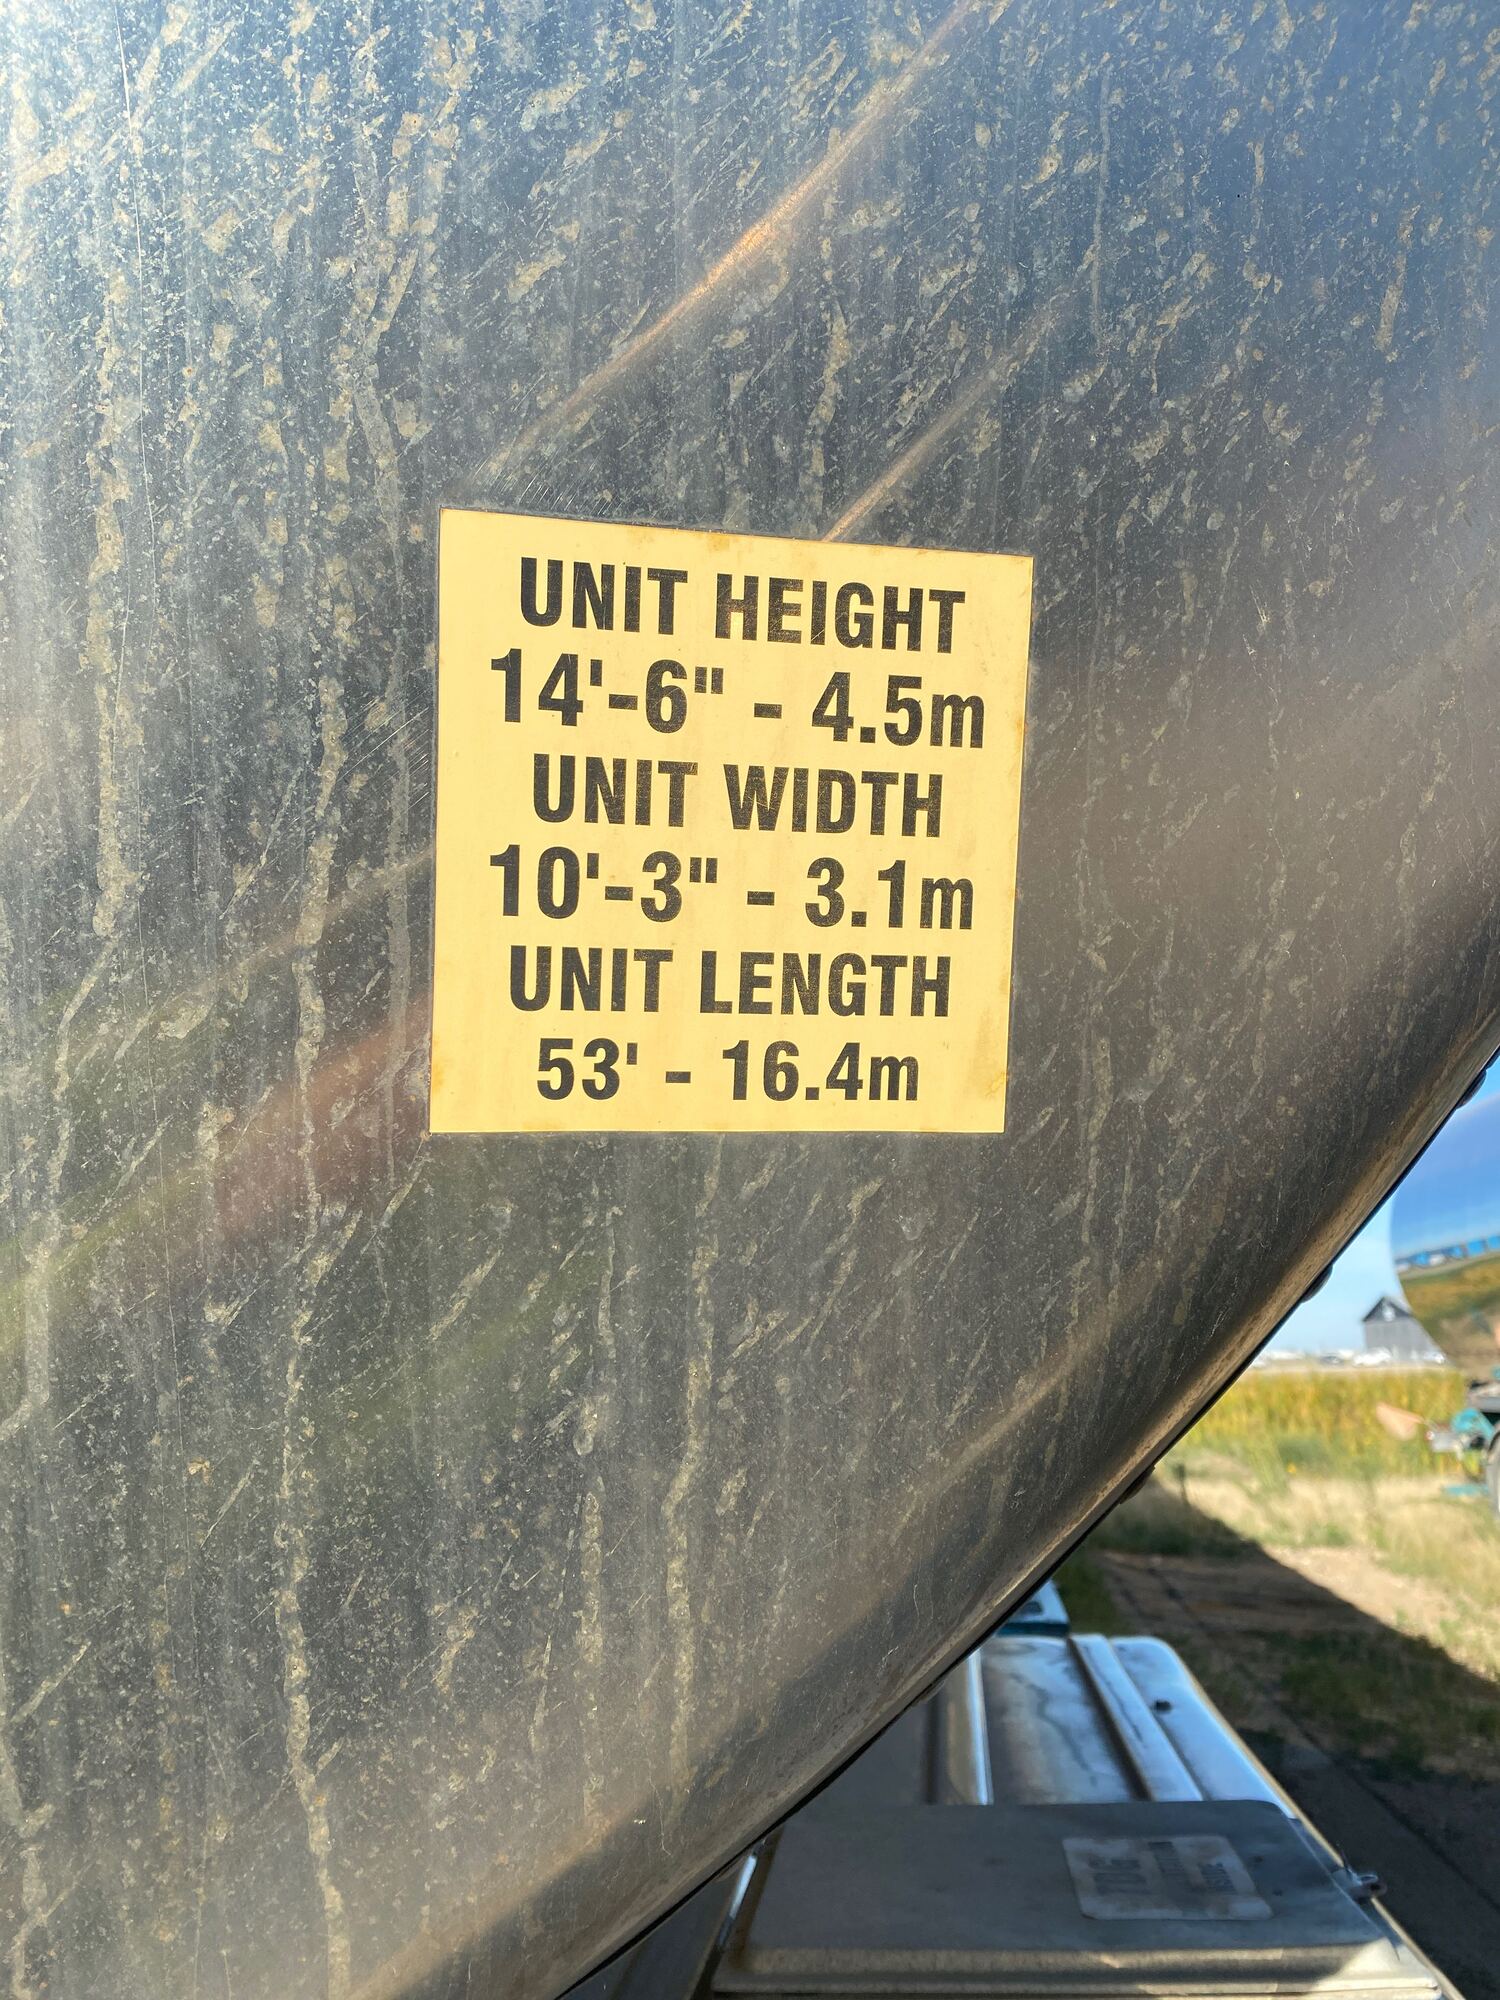 UNIT HEIGHT
14'-6" - 4.5m
UNIT WIDTH
10'-3" - 3.1m
UNIT LENGTH
53' - 16.4m